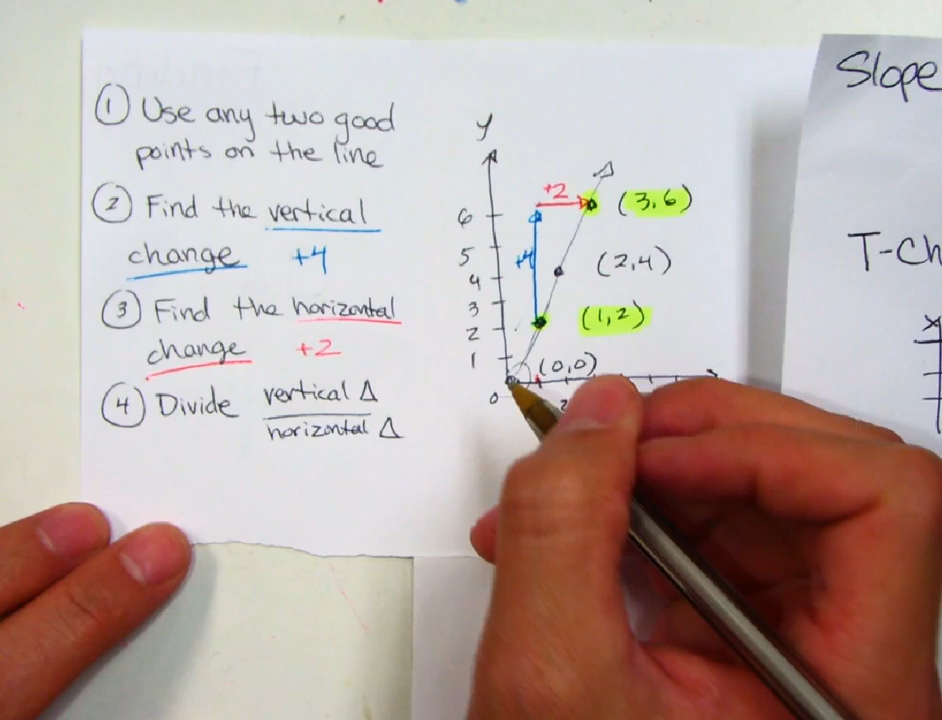 ① Use any two good
points on the line
② Find the vertical
change +4
③ Find the horizontal
change +2
④ Divide vertical Δ
horizontal Δ
y
6
5
4
3
2
1
0
2
+2
+4
(3,6)
(2,4)
(1,2)
(0,0)
Slope
T-Ch
x